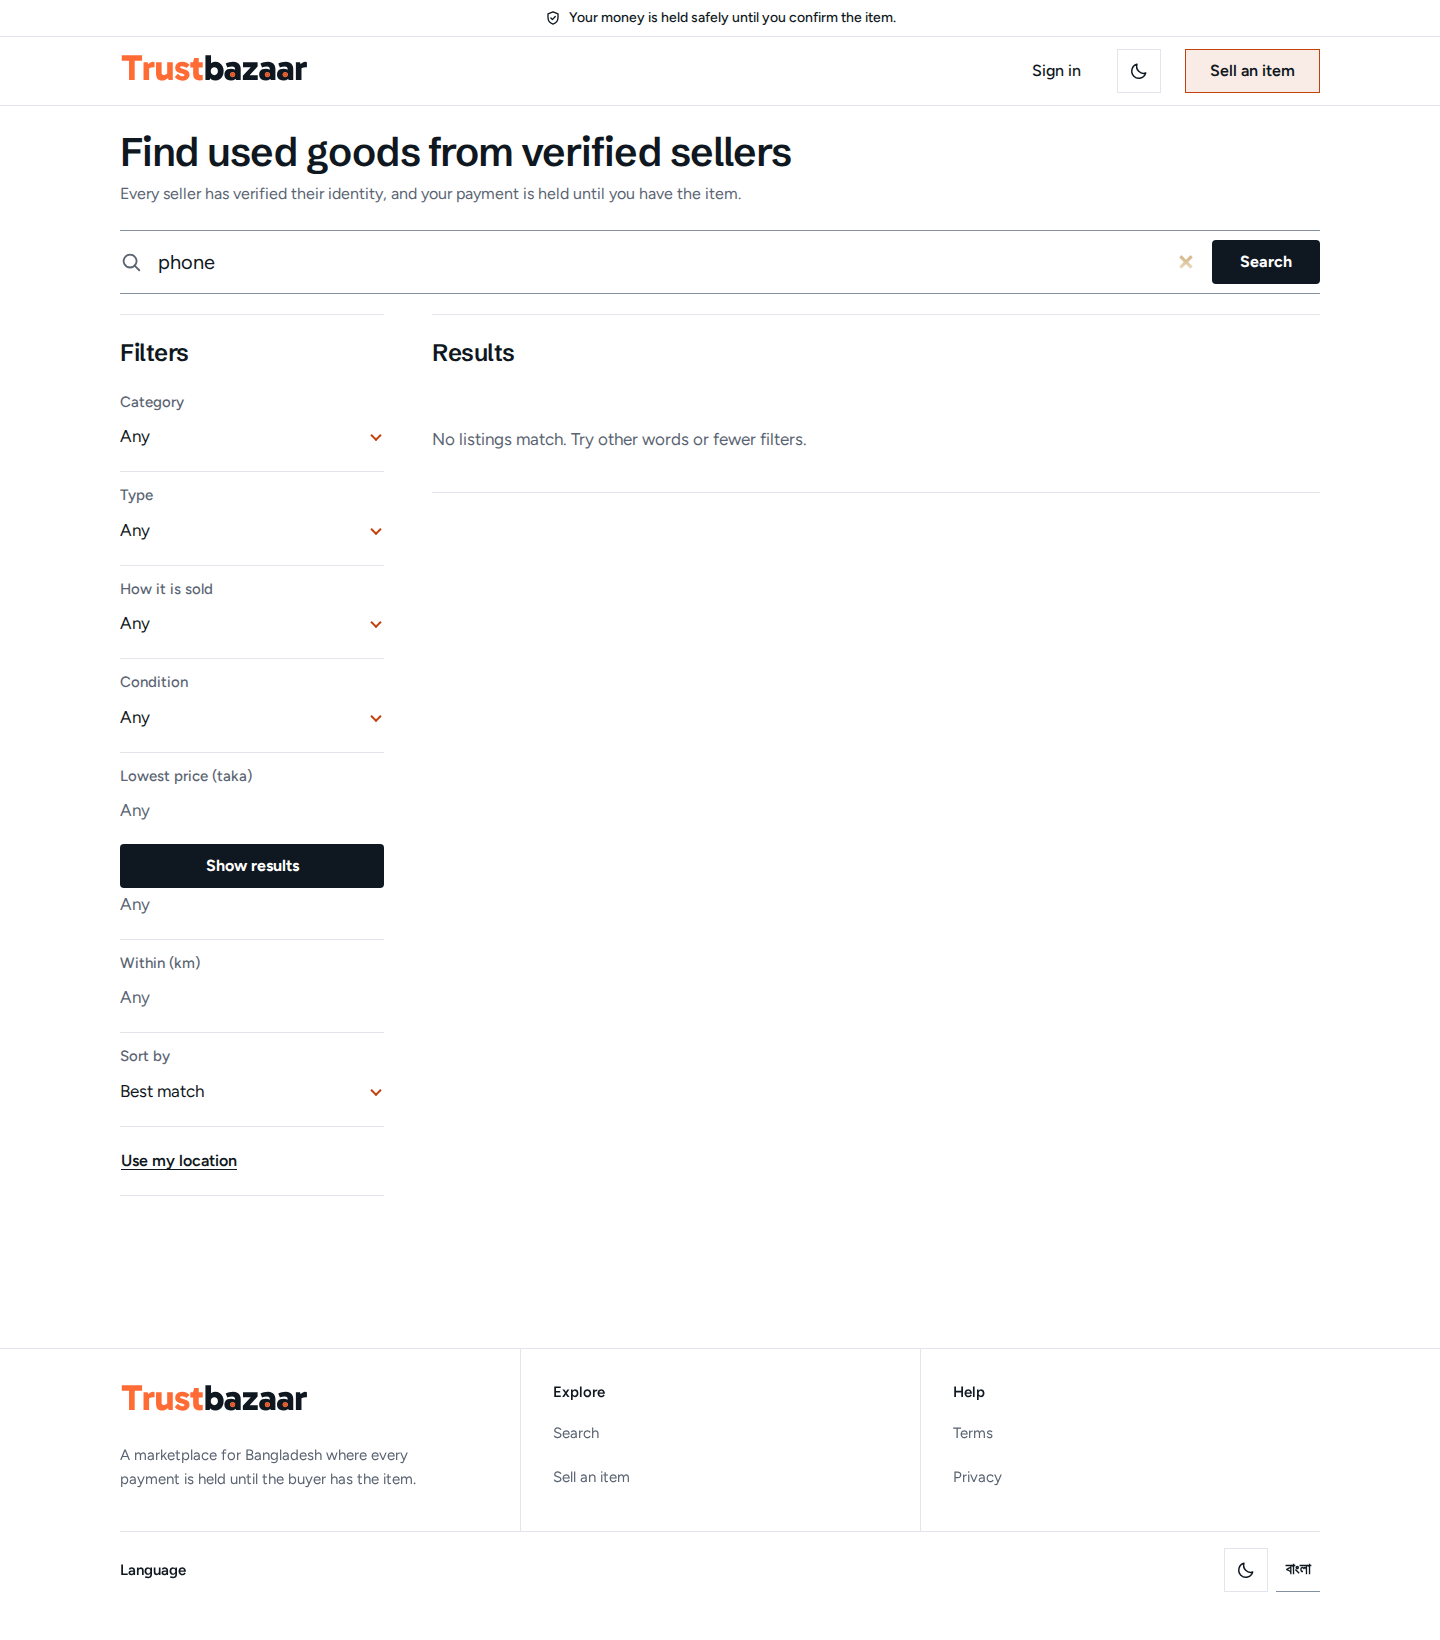 Your money is held safely until you confirm the item.
Trustbazaar
Sign in
Sell an item
Find used goods from verified sellers
Every seller has verified their identity, and your payment is held until you have the item.
phone
Search
Filters
Category
Any
Type
Any
How it is sold
Any
Condition
Any
Lowest price (taka)
Any
Show results
Any
Within (km)
Any
Sort by
Best match
Use my location
Results
No listings match. Try other words or fewer filters.
Trustbazaar
A marketplace for Bangladesh where every
payment is held until the buyer has the item.
Explore
Search
Sell an item
Help
Terms
Privacy
Language
বাংলা